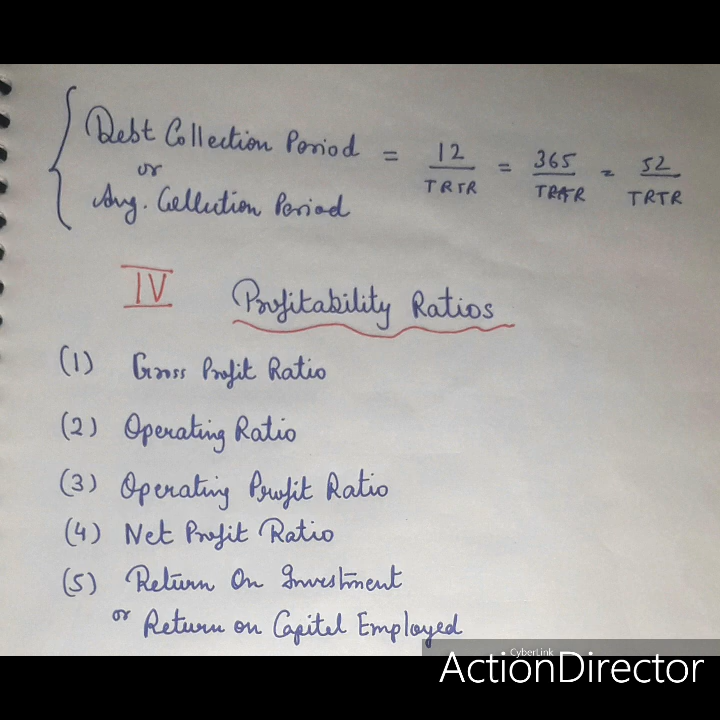 Debt Collection Period = 12/TRTR = 365/TRTR = 52/TRTR
or
Avg. Collection Period
IV Profitability Ratios
(1) Gross Profit Ratio
(2) Operating Ratio
(3) Operating Profit Ratio
(4) Net Profit Ratio
(5) Return On Investment
or Return on Capital Employed
CyberLink
ActionDirector